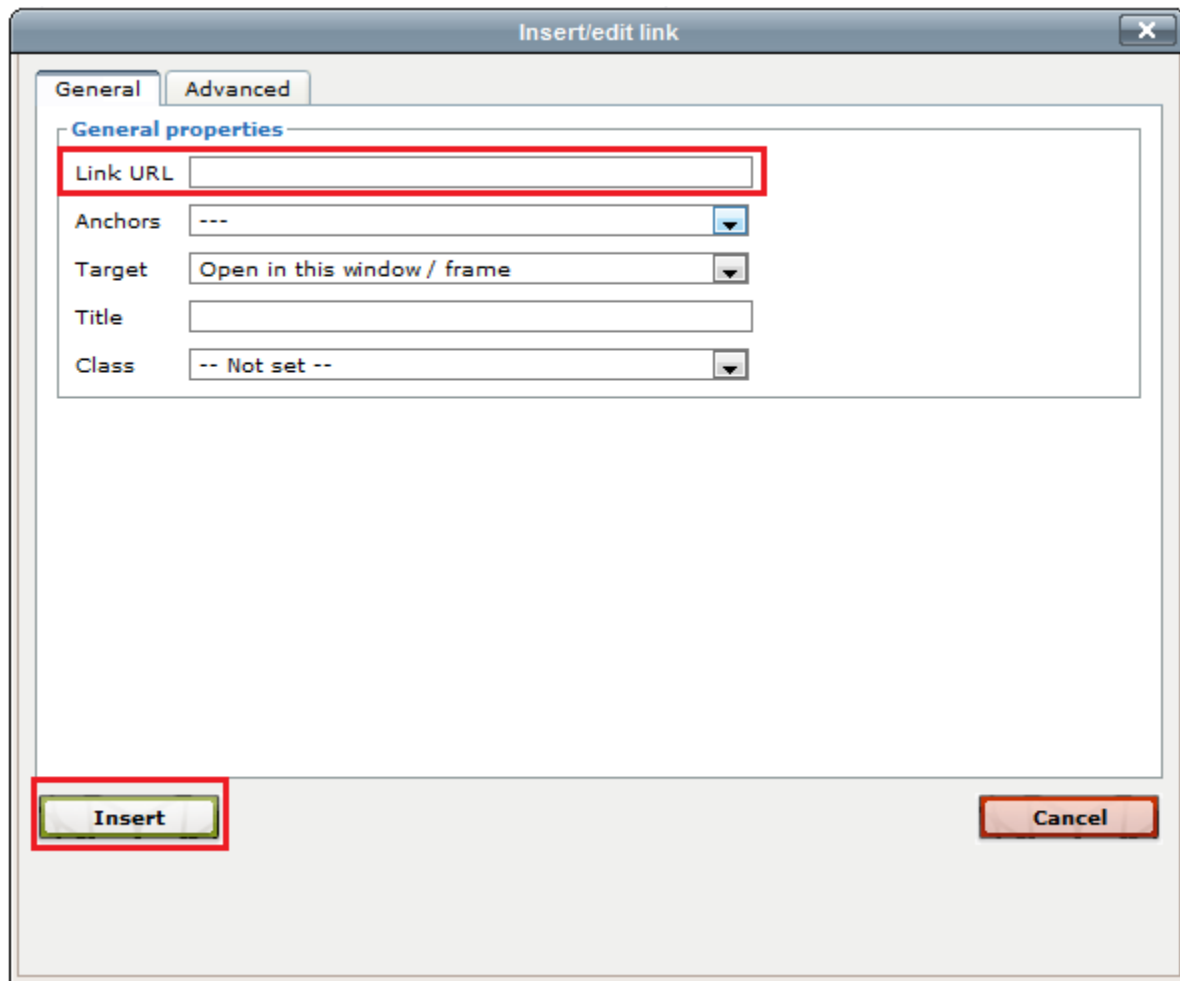 Insert/edit link
General Advanced
General properties
Link URL
Anchors ---
Target Open in this window / frame
Title
Class -- Not set --
Insert Cancel